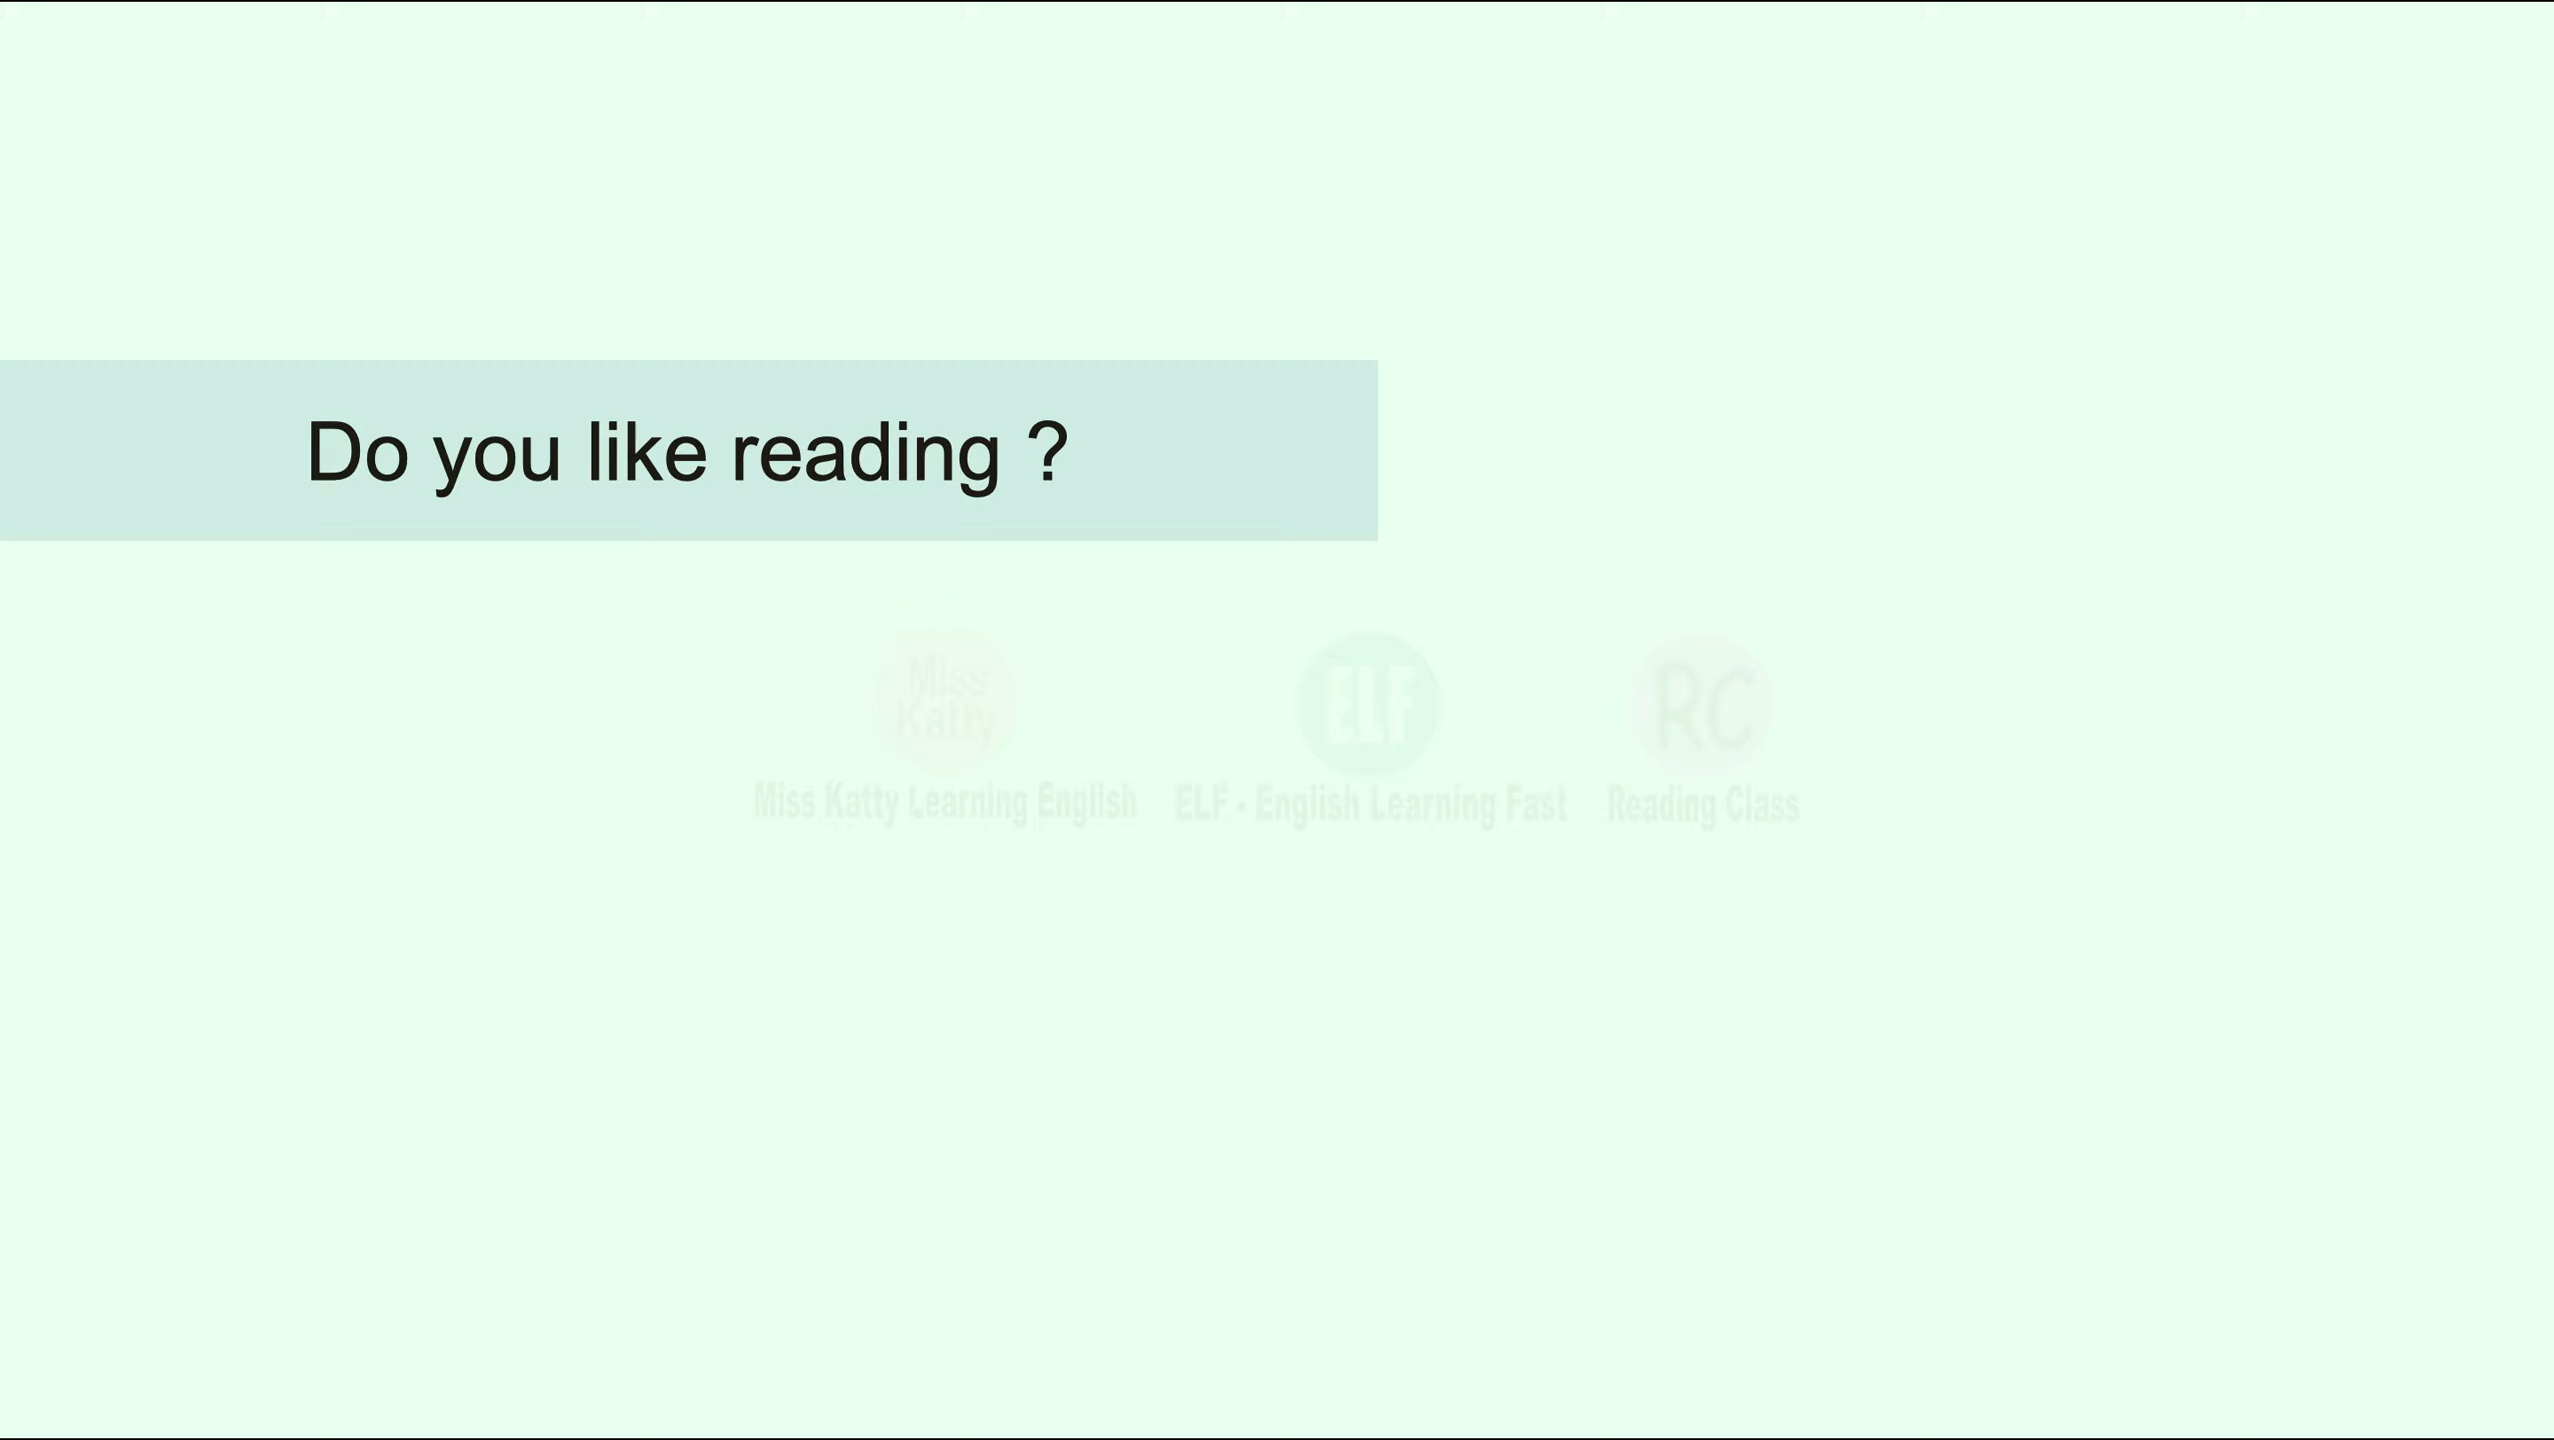 Do you like reading ?
Miss
Katty
ELF
RC
Miss Katty Learning English
ELF - English Learning Fast
Reading Class